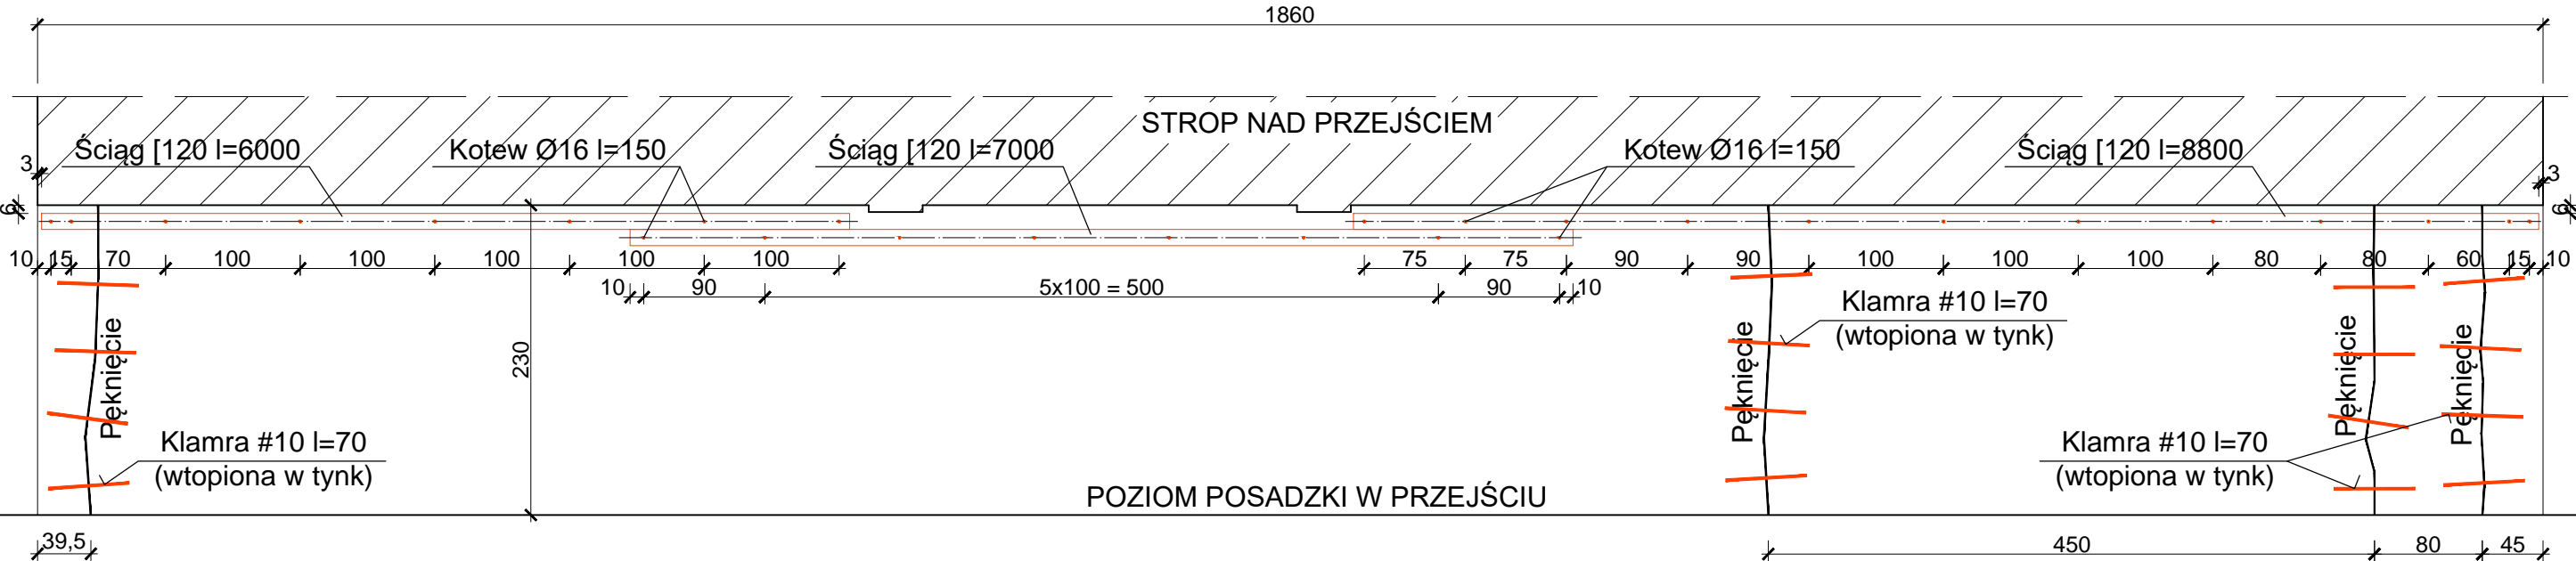 1860
STROP NAD PRZEJŚCIEM
Ściąg [120 l=6000
Kotew Ø16 l=150
Ściąg [120 l=7000
Kotew Ø16 l=150
Ściąg [120 l=8800
3
3
6
6
10 15 70 100 100 100 100 100 75 75 90 90 100 100 100 80 80 60 15 10
10 90 5x100 = 500 90 10
230
Pęknięcie
Pęknięcie
Pęknięcie
Pęknięcie
Klamra #10 l=70
(wtopiona w tynk)
Klamra #10 l=70
(wtopiona w tynk)
Klamra #10 l=70
(wtopiona w tynk)
POZIOM POSADZKI W PRZEJŚCIU
39,5 450 80 45